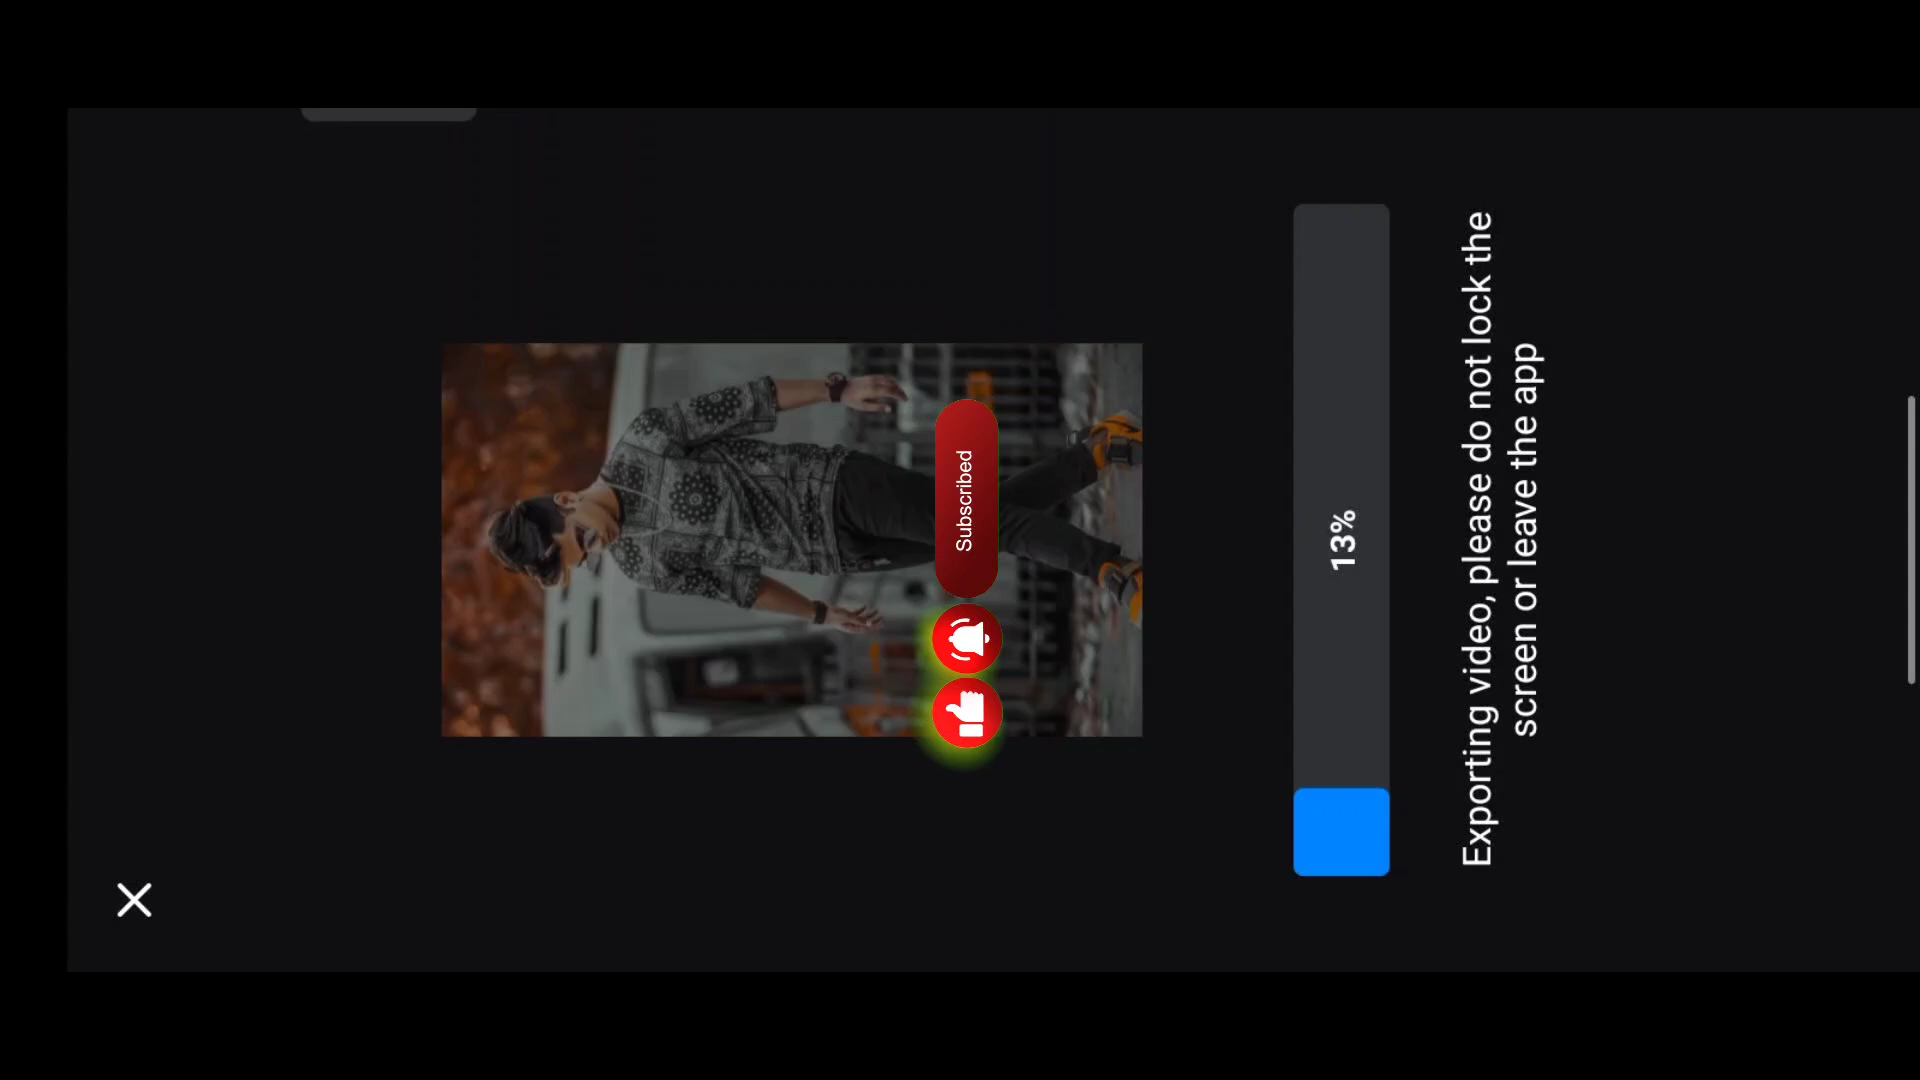 Subscribed
13%
Exporting video, please do not lock the
screen or leave the app